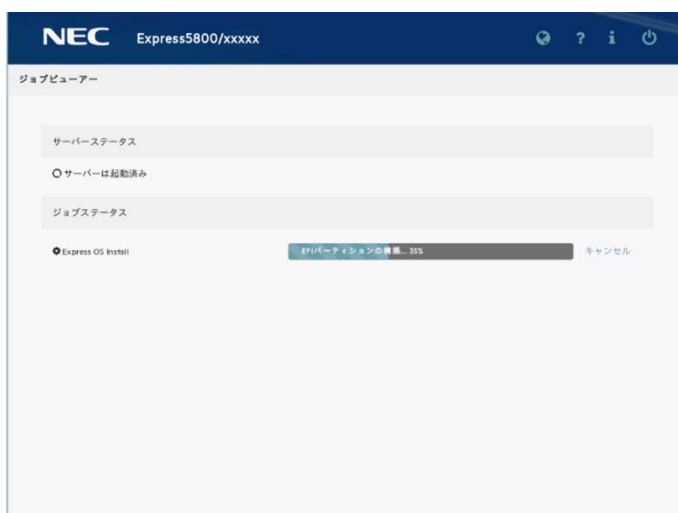 NEC Express5800/xxxxx
ジョブビューアー
サーバーステータス
サーバーは起動済み
ジョブステータス
Express OS Install EFIパーティションの構築... 35% キャンセル